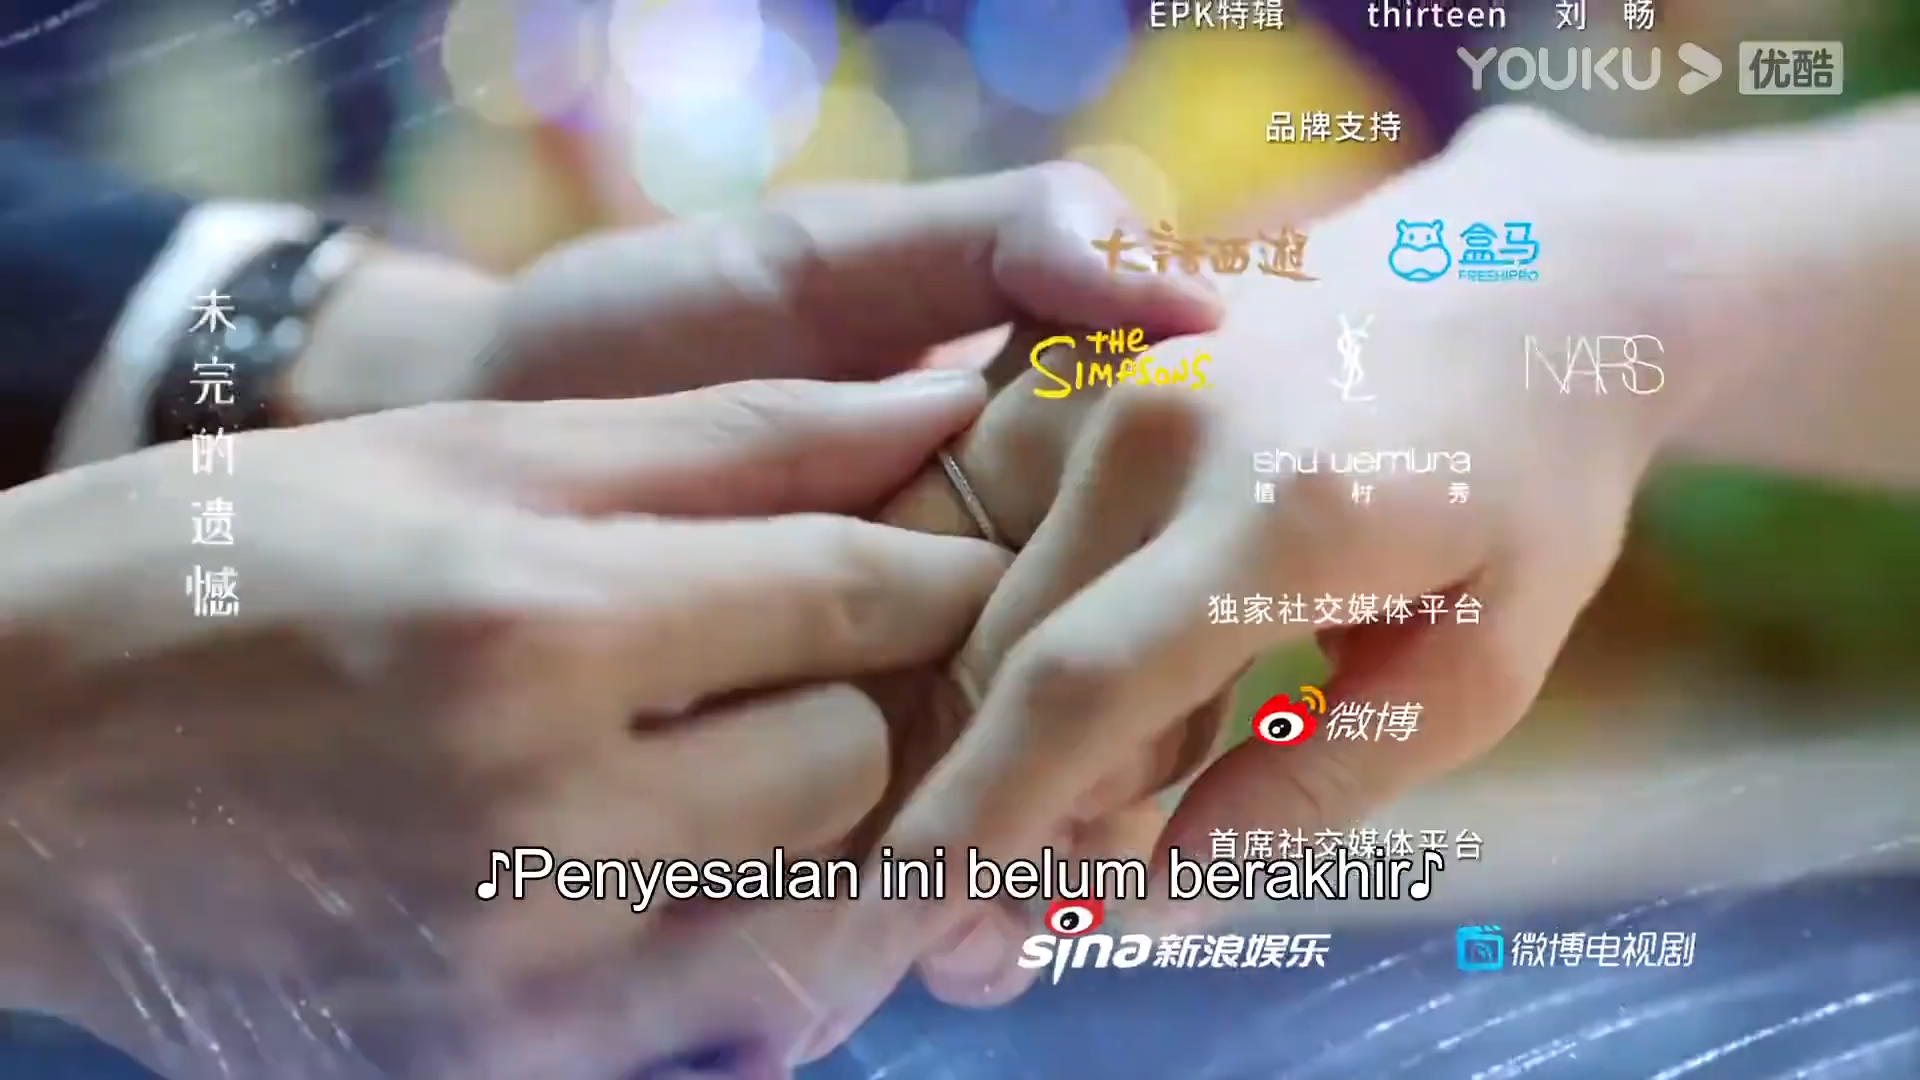 EPK特辑 thirteen 刘 畅
YOUKU 优酷
品牌支持
大话西遊 盒马
FRESHIPPO
THE
SIMPSONS
YSL NARS
shu uemura
植村秀
未完的遗憾
独家社交媒体平台
微博
首席社交媒体平台
♪Penyesalan ini belum berakhir♪
sina新浪娱乐 微博电视剧